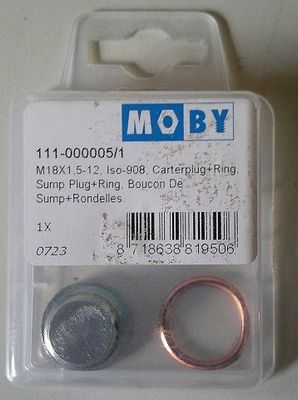 MOBY
111-000005/1
M18X1,5-12, Iso-908, Carterplug+Ring,
Sump Plug+Ring, Boucon De
Sump+Rondelles.
1X
0723
8 718638 819506